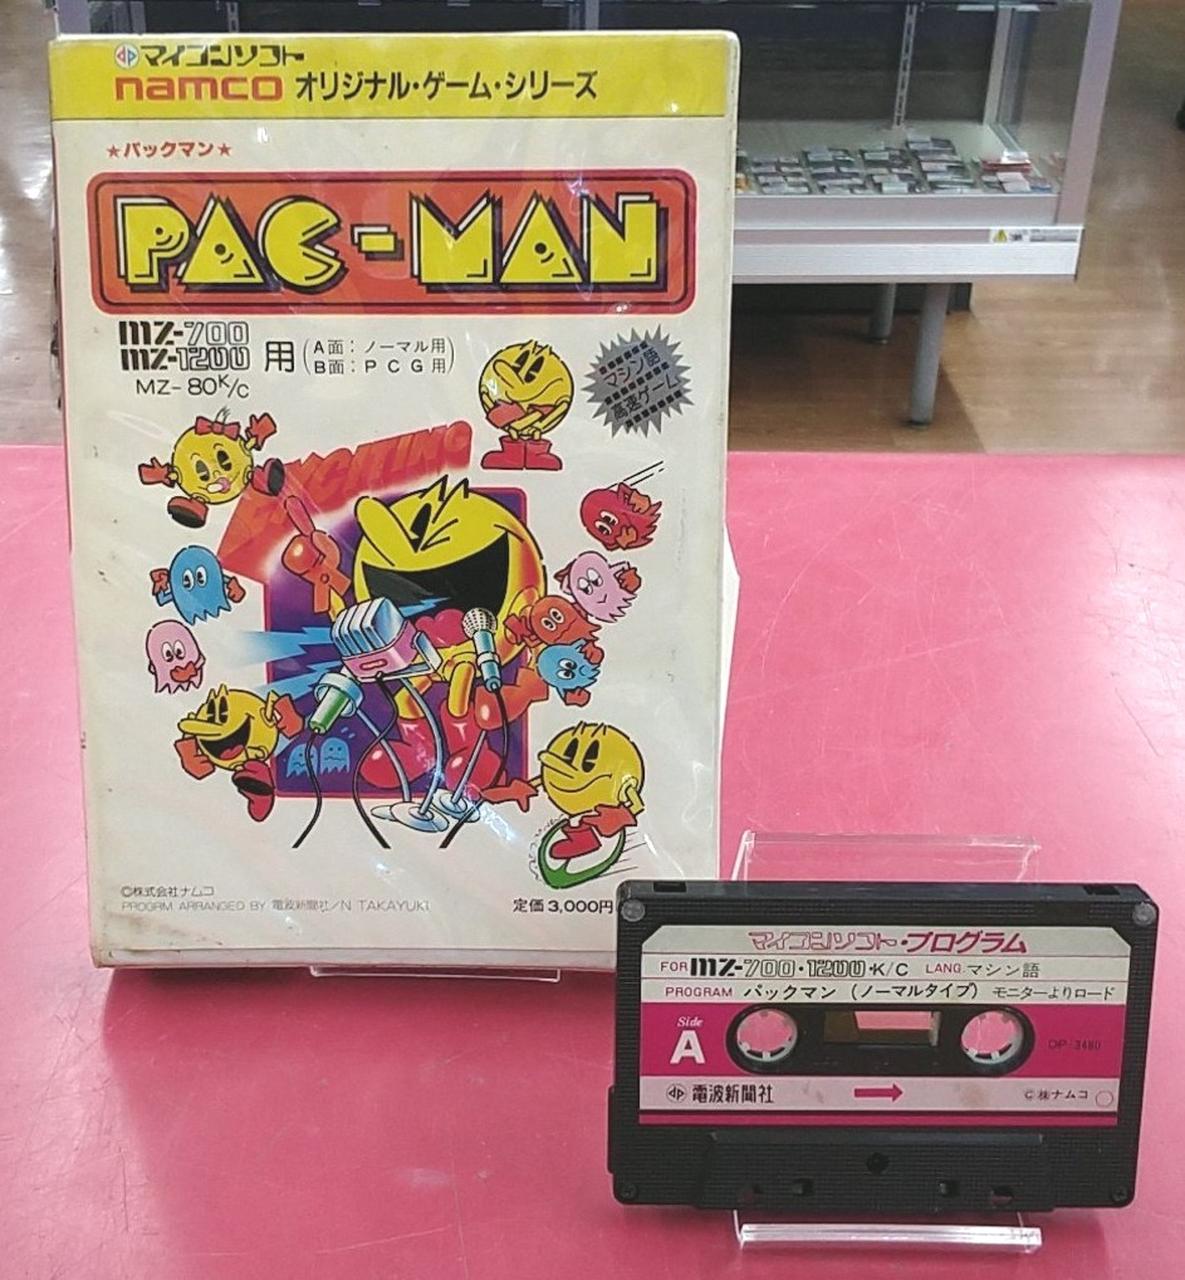 マイコンソフト
namco オリジナル・ゲーム・シリーズ
★パックマン★
PAC-MAN
MZ-700
MZ-1200
MZ-80K/C
用
(A面：ノーマル用
B面：PCG用)
マシン語
高速ゲーム
EXCITING
©株式会社ナムコ
PROGRM ARRANGED BY 電波新聞社/N TAKAYUKI
定価3,000円
マイコンソフト・プログラム
FOR MZ-700・1200・K/C LANG. マシン語
PROGRAM パックマン (ノーマルタイプ) モニターよりロード
Side
A
DP-3480
電波新聞社
©株ナムコ